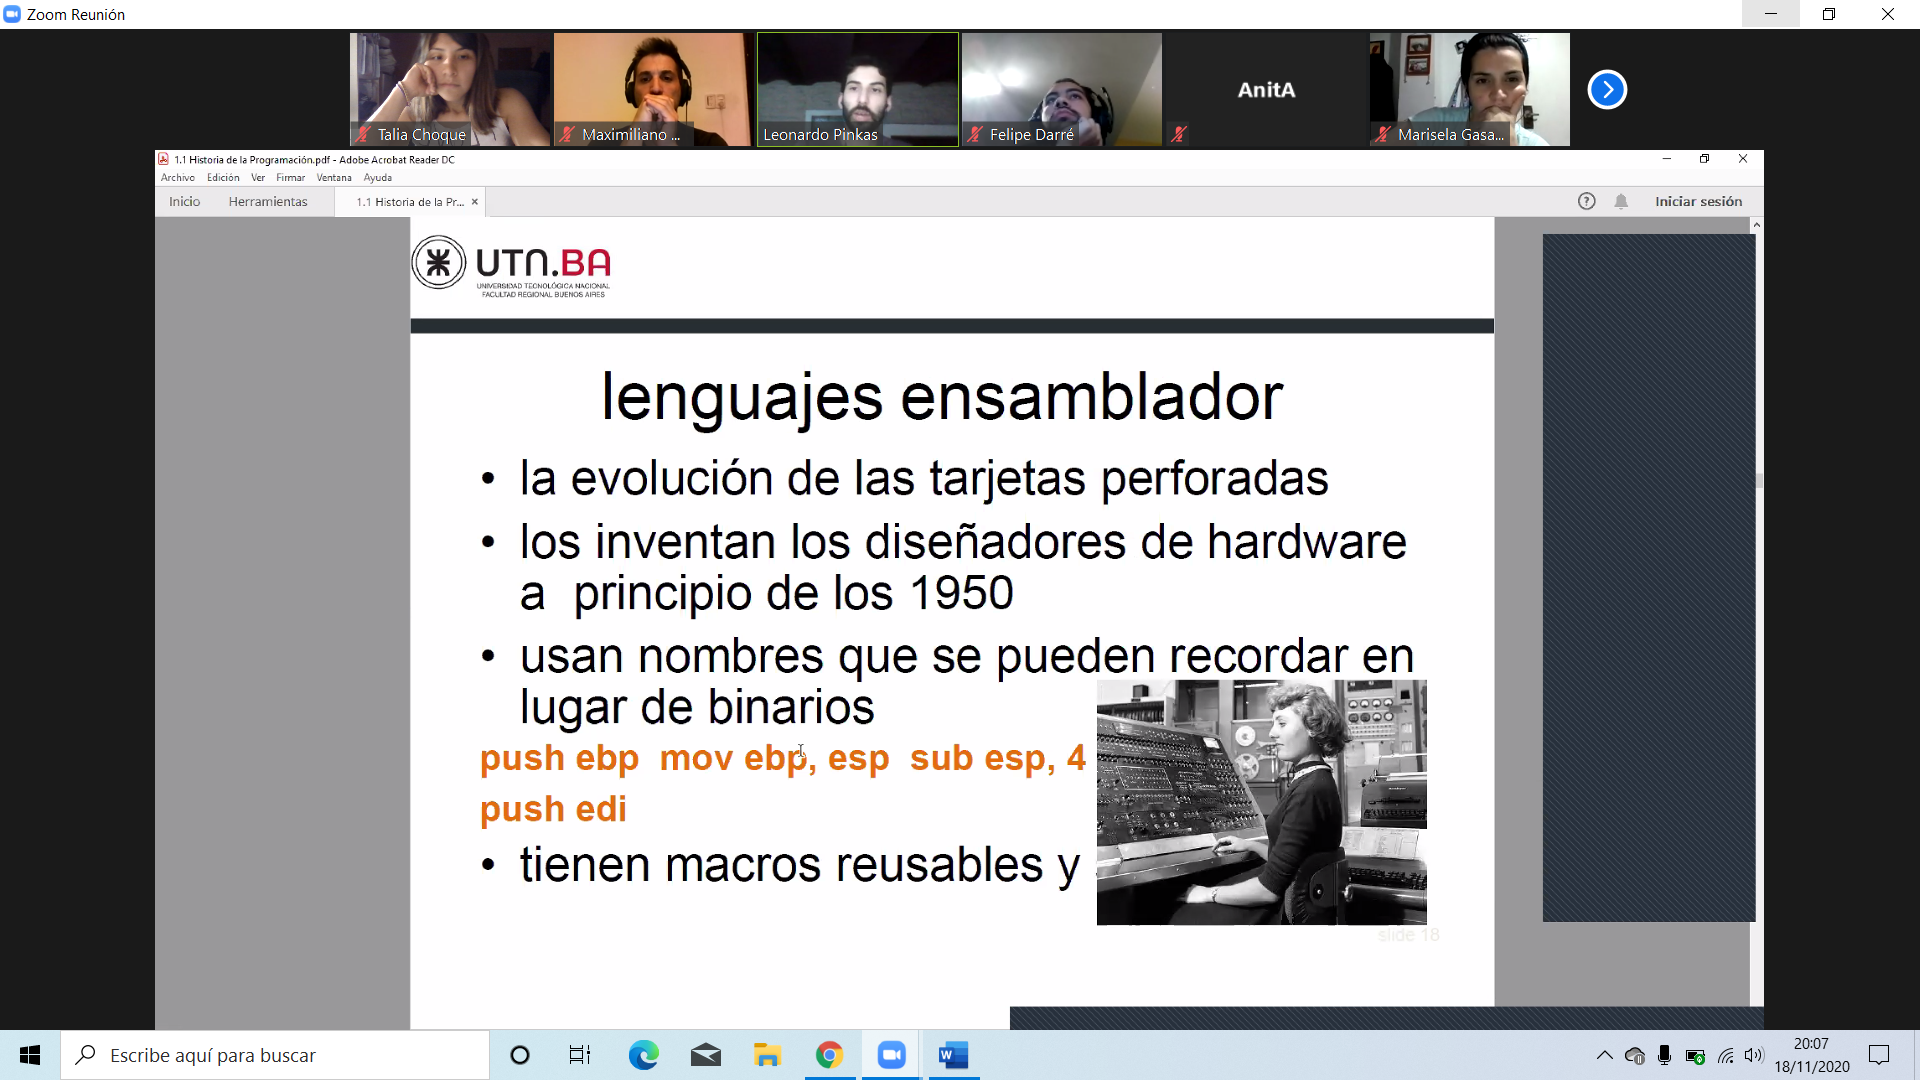 Zoom Reunión
Talia Choque
Maximiliano ...
Leonardo Pinkas
Felipe Darré
AnitA
Marisela Gasa...
1.1 Historia de la Programación.pdf - Adobe Acrobat Reader DC
Archivo Edición Ver Firmar Ventana Ayuda
Inicio Herramientas 1.1 Historia de la Pr... × Iniciar sesión
UTN.BA
UNIVERSIDAD TECNOLÓGICA NACIONAL
FACULTAD REGIONAL BUENOS AIRES
lenguajes ensamblador
• la evolución de las tarjetas perforadas
• los inventan los diseñadores de hardware
a principio de los 1950
• usan nombres que se pueden recordar en
lugar de binarios
push ebp mov ebp, esp sub esp, 4
push edi
• tienen macros reusables y
slide 18
Escribe aquí para buscar
20:07
18/11/2020